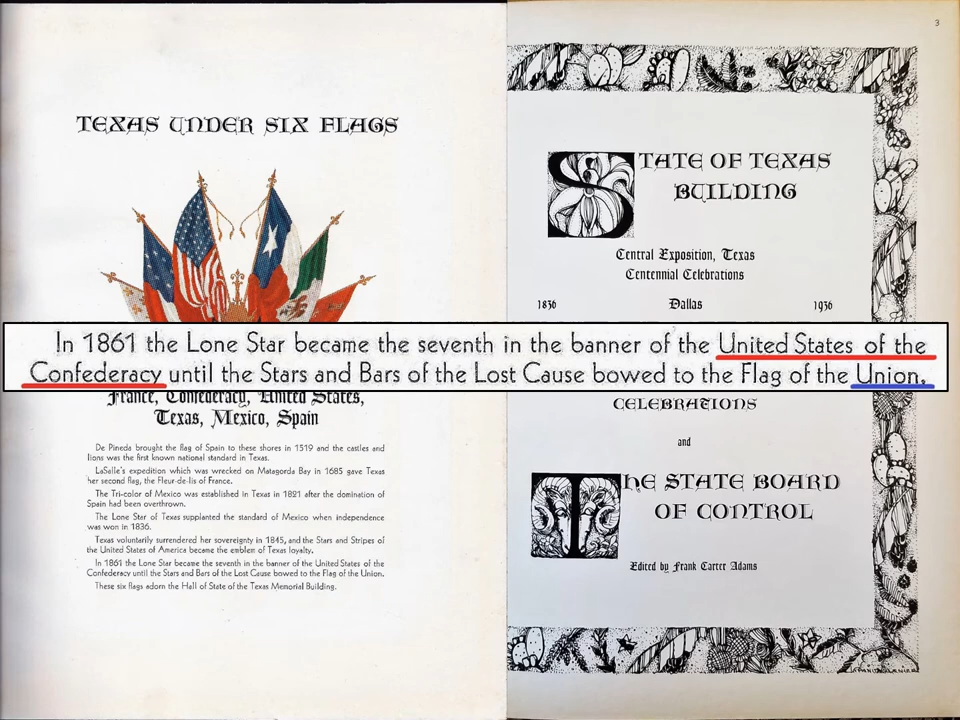 TEXAS UNDER SIX FLAGS
In 1861 the Lone Star became the seventh in the banner of the United States of the
Confederacy until the Stars and Bars of the Lost Cause bowed to the Flag of the Union.
France, Confederacy, United States,
Texas, Mexico, Spain
De Pineda brought the flag of Spain to these shores in 1519 and the castles and
lions was the first known national standard in Texas.
LaSalle's expedition which was wrecked on Matagorda Bay in 1685 gave Texas
her second flag, the Fleur-de-lis of France.
The Tri-color of Mexico was established in Texas in 1821 after the domination of
Spain had been overthrown.
The Lone Star of Texas supplanted the standard of Mexico when independence
was won in 1836.
Texas voluntarily surrendered her sovereignty in 1845, and the Stars and Stripes of
the United States of America became the emblem of Texas loyalty.
In 1861 the Lone Star became the seventh in the banner of the United States of the
Confederacy until the Stars and Bars of the Lost Cause bowed to the Flag of the Union.
These six flags adorn the Hall of State of the Texas Memorial Building.
3
STATE OF TEXAS
BUILDING
Central Exposition, Texas
Centennial Celebrations
1836 Dallas 1936
CELEBRATIONS
and
THE STATE BOARD
OF CONTROL
Edited by Frank Carter Adams